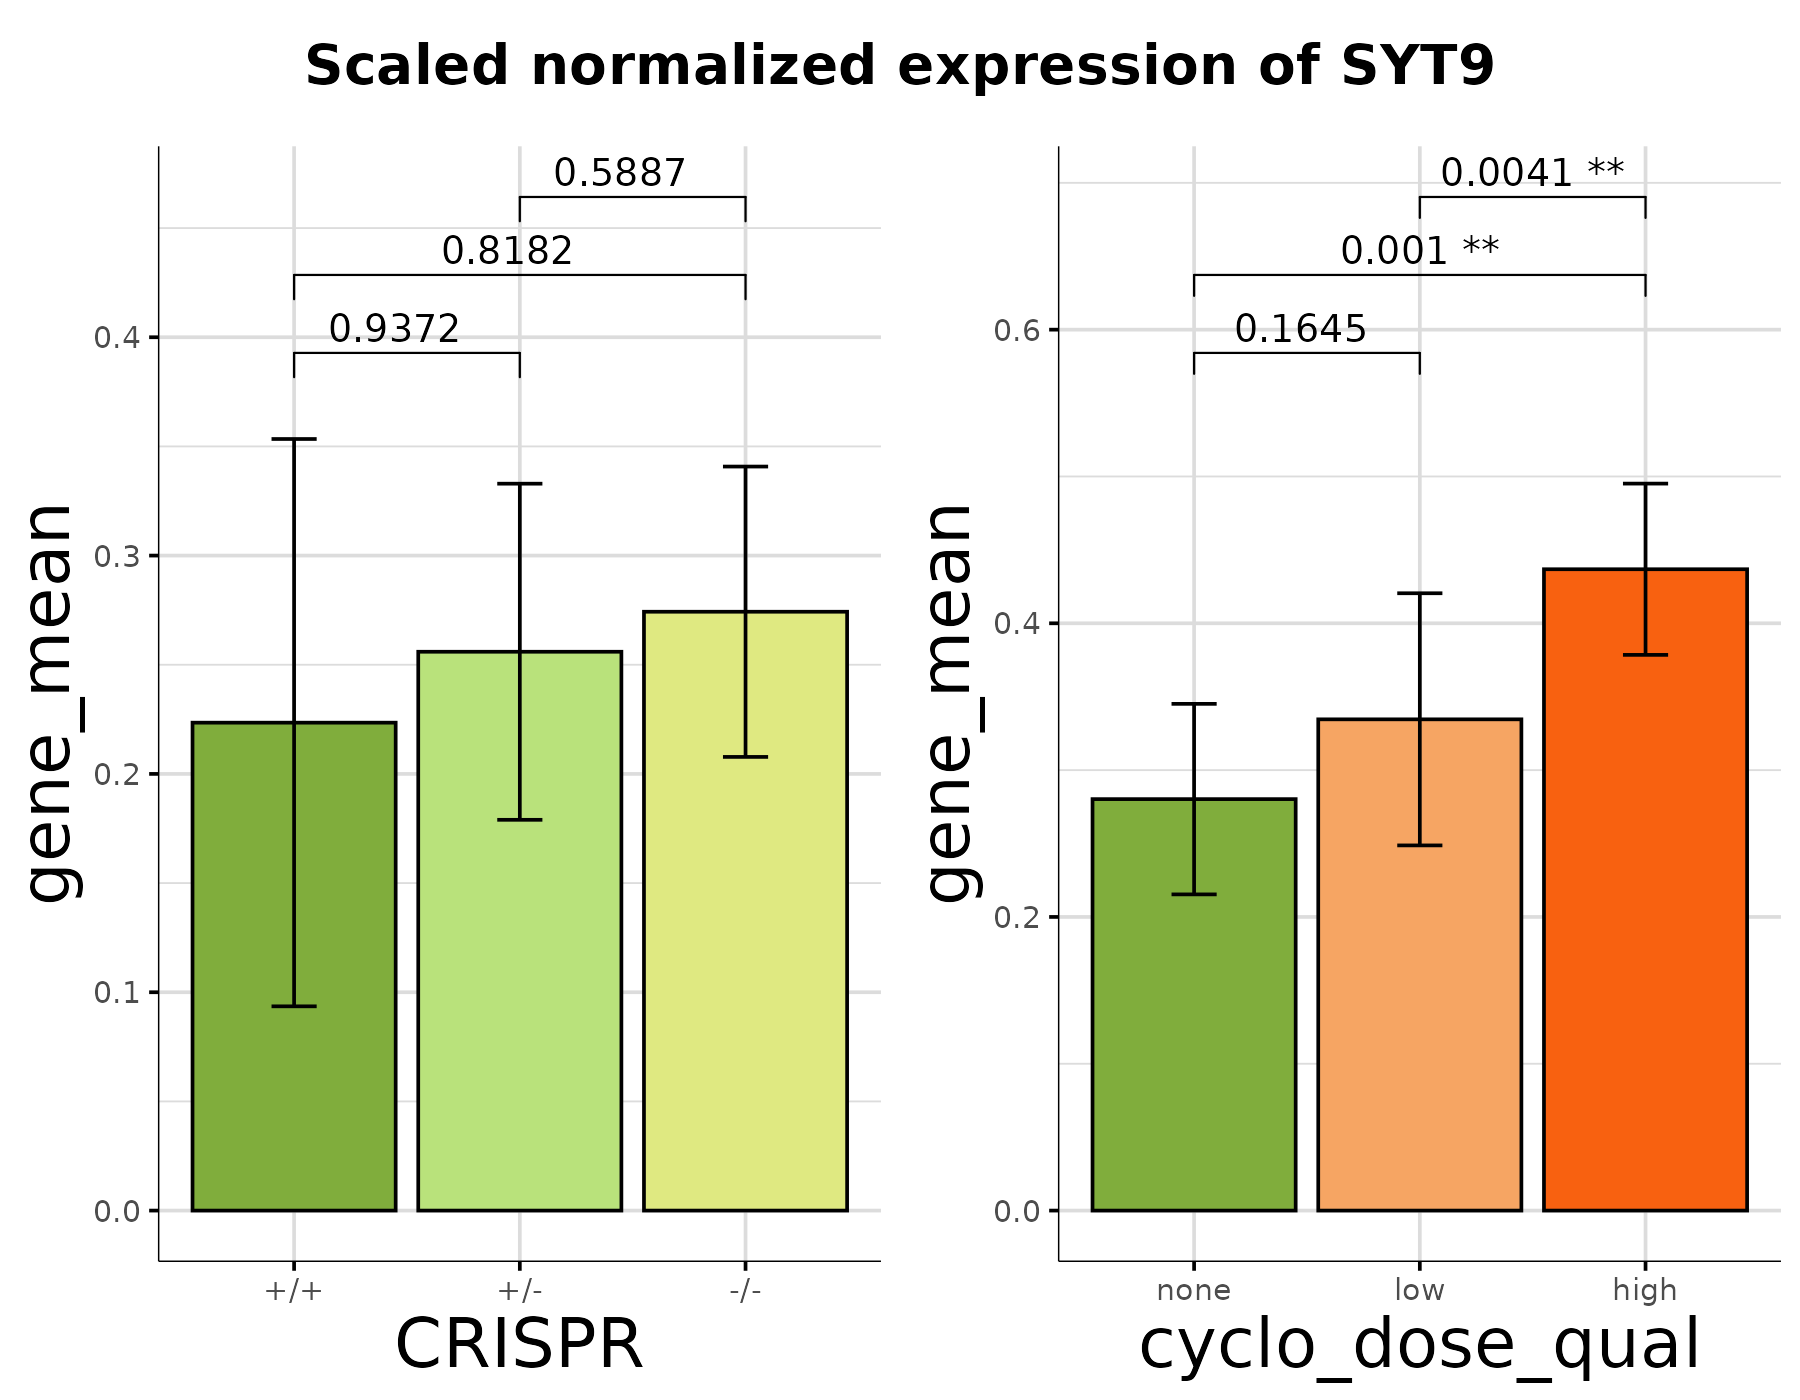 Scaled normalized expression of SYT9
gene_mean
0.5887
0.8182
0.9372
0.4
0.3
0.2
0.1
0.0
+/+ +/- -/-
CRISPR
gene_mean
0.0041 **
0.001 **
0.1645
0.6
0.4
0.2
0.0
none low high
cyclo_dose_qual